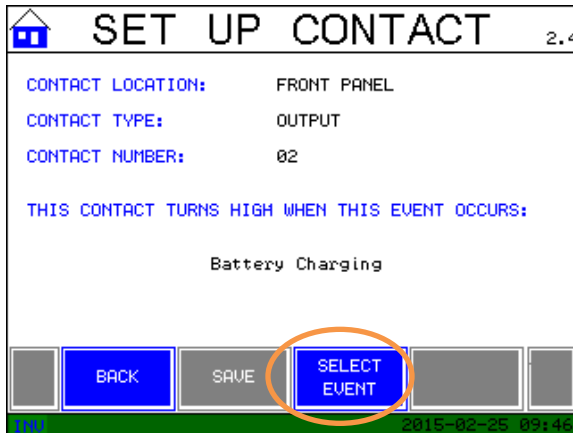 SET UP CONTACT 2.4
CONTACT LOCATION: FRONT PANEL
CONTACT TYPE: OUTPUT
CONTACT NUMBER: 02
THIS CONTACT TURNS HIGH WHEN THIS EVENT OCCURS:
Battery Charging
BACK SAVE SELECT
EVENT
INV 2015-02-25 09:46